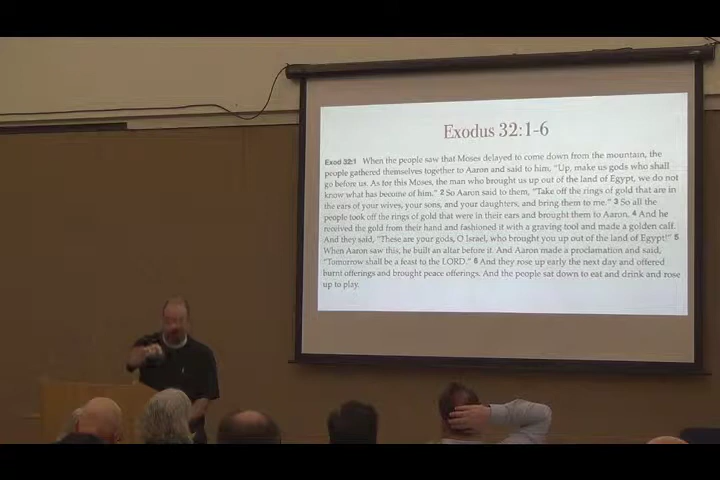 Exodus 32:1-6
Exod 32:1 When the people saw that Moses delayed to come down from the mountain, the
people gathered themselves together to Aaron and said to him, “Up, make us gods who shall
go before us. As for this Moses, the man who brought us up out of the land of Egypt, we do not
know what has become of him.” 2 So Aaron said to them, “Take off the rings of gold that are in
the ears of your wives, your sons, and your daughters, and bring them to me.” 3 So all the
people took off the rings of gold that were in their ears and brought them to Aaron. 4 And he
received the gold from their hand and fashioned it with a graving tool and made a golden calf.
And they said, “These are your gods, O Israel, who brought you up out of the land of Egypt!” 5
When Aaron saw this, he built an altar before it. And Aaron made a proclamation and said,
“Tomorrow shall be a feast to the LORD.” 6 And they rose up early the next day and offered
burnt offerings and brought peace offerings. And the people sat down to eat and drink and rose
up to play.